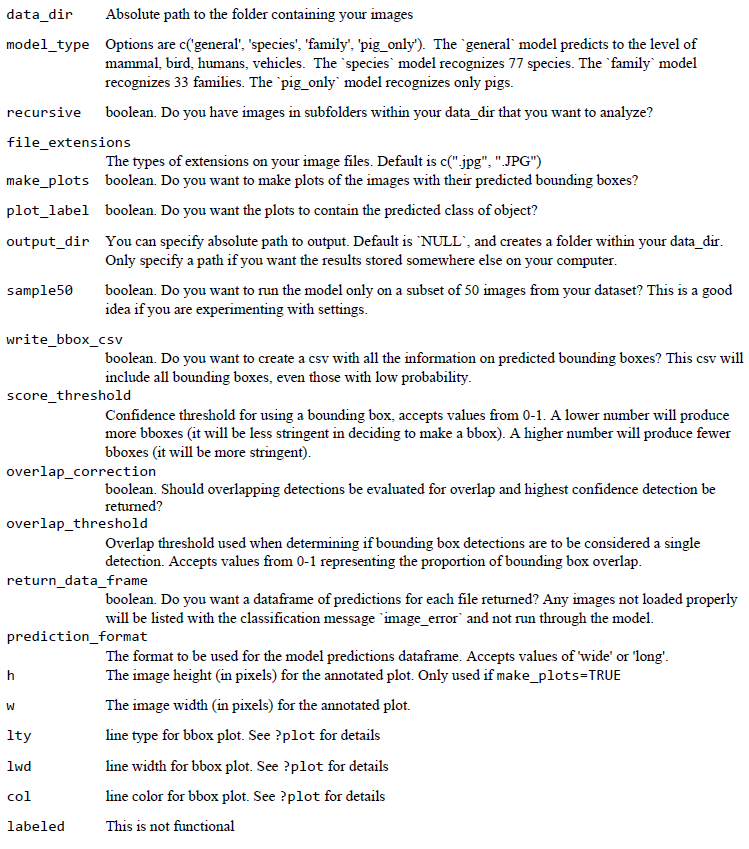 data_dir Absolute path to the folder containing your images
model_type Options are c('general', 'species', 'family', 'pig_only'). The `general` model predicts to the level of
mammal, bird, humans, vehicles. The `species` model recognizes 77 species. The `family` model
recognizes 33 families. The `pig_only` model recognizes only pigs.
recursive boolean. Do you have images in subfolders within your data_dir that you want to analyze?
file_extensions
The types of extensions on your image files. Default is c(".jpg", ".JPG")
make_plots boolean. Do you want to make plots of the images with their predicted bounding boxes?
plot_label boolean. Do you want the plots to contain the predicted class of object?
output_dir You can specify absolute path to output. Default is `NULL`, and creates a folder within your data_dir.
Only specify a path if you want the results stored somewhere else on your computer.
sample50 boolean. Do you want to run the model only on a subset of 50 images from your dataset? This is a good
idea if you are experimenting with settings.
write_bbox_csv
boolean. Do you want to create a csv with all the information on predicted bounding boxes? This csv will
include all bounding boxes, even those with low probability.
score_threshold
Confidence threshold for using a bounding box, accepts values from 0-1. A lower number will produce
more bboxes (it will be less stringent in deciding to make a bbox). A higher number will produce fewer
bboxes (it will be more stringent).
overlap_correction
boolean. Should overlapping detections be evaluated for overlap and highest confidence detection be
returned?
overlap_threshold
Overlap threshold used when determining if bounding box detections are to be considered a single
detection. Accepts values from 0-1 representing the proportion of bounding box overlap.
return_data_frame
boolean. Do you want a dataframe of predictions for each file returned? Any images not loaded properly
will be listed with the classification message `image_error` and not run through the model.
prediction_format
The format to be used for the model predictions dataframe. Accepts values of 'wide' or 'long'.
h The image height (in pixels) for the annotated plot. Only used if make_plots=TRUE
w The image width (in pixels) for the annotated plot.
lty line type for bbox plot. See ?plot for details
lwd line width for bbox plot. See ?plot for details
col line color for bbox plot. See ?plot for details
labeled This is not functional